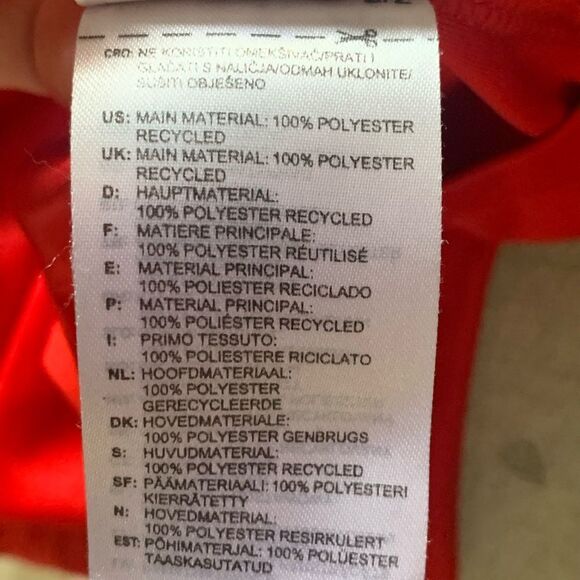 CRO: NE KORISTITI OMEKŠIVAČ/PRATI I
GLAČATI S NALIČJA/ODMAH UKLONITE/
SUŠITI OBJEŠENO
US: MAIN MATERIAL: 100% POLYESTER
RECYCLED
UK: MAIN MATERIAL: 100% POLYESTER
RECYCLED
D: HAUPTMATERIAL:
100% POLYESTER RECYCLED
F: MATIERE PRINCIPALE:
100% POLYESTER RÉUTILISÉ
E: MATERIAL PRINCIPAL:
100% POLIESTER RECICLADO
P: MATERIAL PRINCIPAL:
100% POLIÉSTER RECYCLED
I: PRIMO TESSUTO:
100% POLIESTERE RICICLATO
NL: HOOFDMATERIAAL:
100% POLYESTER
GERECYCLEERDE
DK: HOVEDMATERIALE:
100% POLYESTER GENBRUGS
S: HUVUDMATERIAL:
100% POLYESTER RECYCLED
SF: PÄÄMATERIAALI: 100% POLYESTERI
KIERRÄTETTY
N: HOVEDMATERIAL:
100% POLYESTER RESIRKULERT
EST: PÕHIMATERJAL: 100% POLÜESTER
TAASKASUTATUD